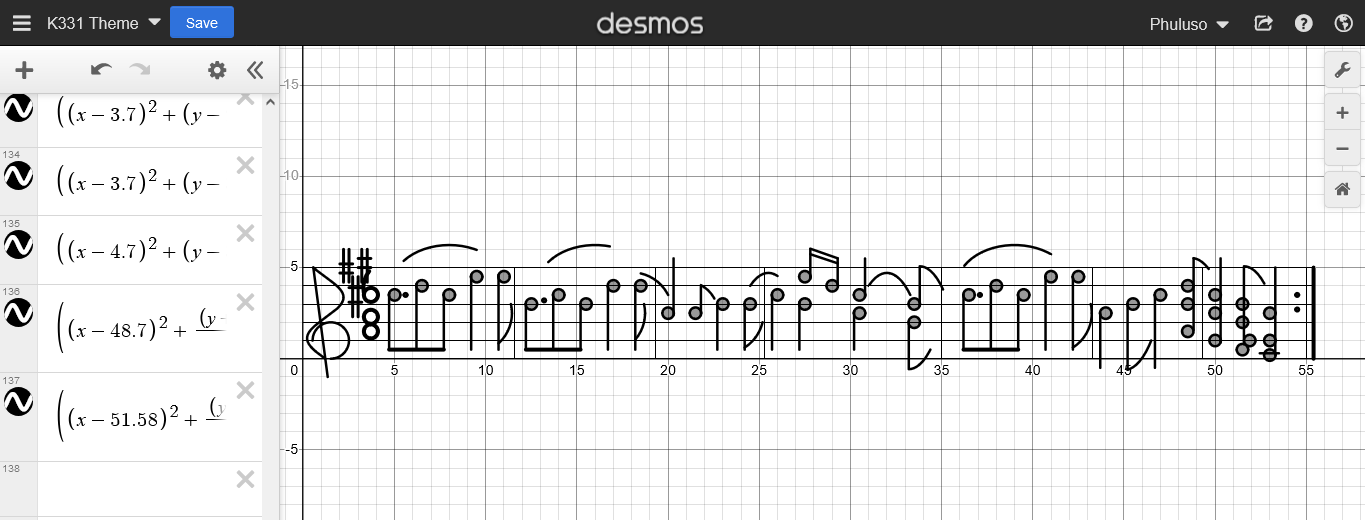 K331 Theme
Save
desmos
Phuluso
((x − 3.7)² + (y −
134
((x − 3.7)² + (y −
135
((x − 4.7)² + (y −
136
((x − 48.7)² + (y −
137
((x − 51.58)² + (y
138
15
10
5
0 5 10 15 20 25 30 35 40 45 50 55
-5